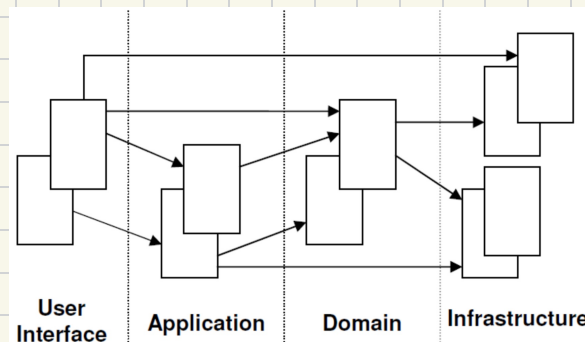 User
Interface
Application
Domain
Infrastructure